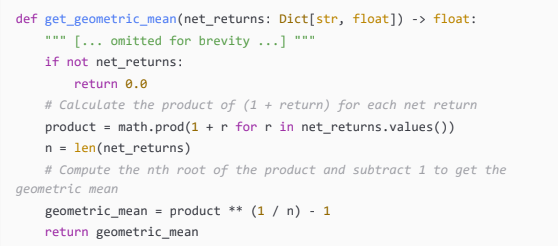 def get_geometric_mean(net_returns: Dict[str, float]) -> float:
    """ [... omitted for brevity ...] """
    if not net_returns:
        return 0.0
    # Calculate the product of (1 + return) for each net return
    product = math.prod(1 + r for r in net_returns.values())
    n = len(net_returns)
    # Compute the nth root of the product and subtract 1 to get the
geometric mean
    geometric_mean = product ** (1 / n) - 1
    return geometric_mean